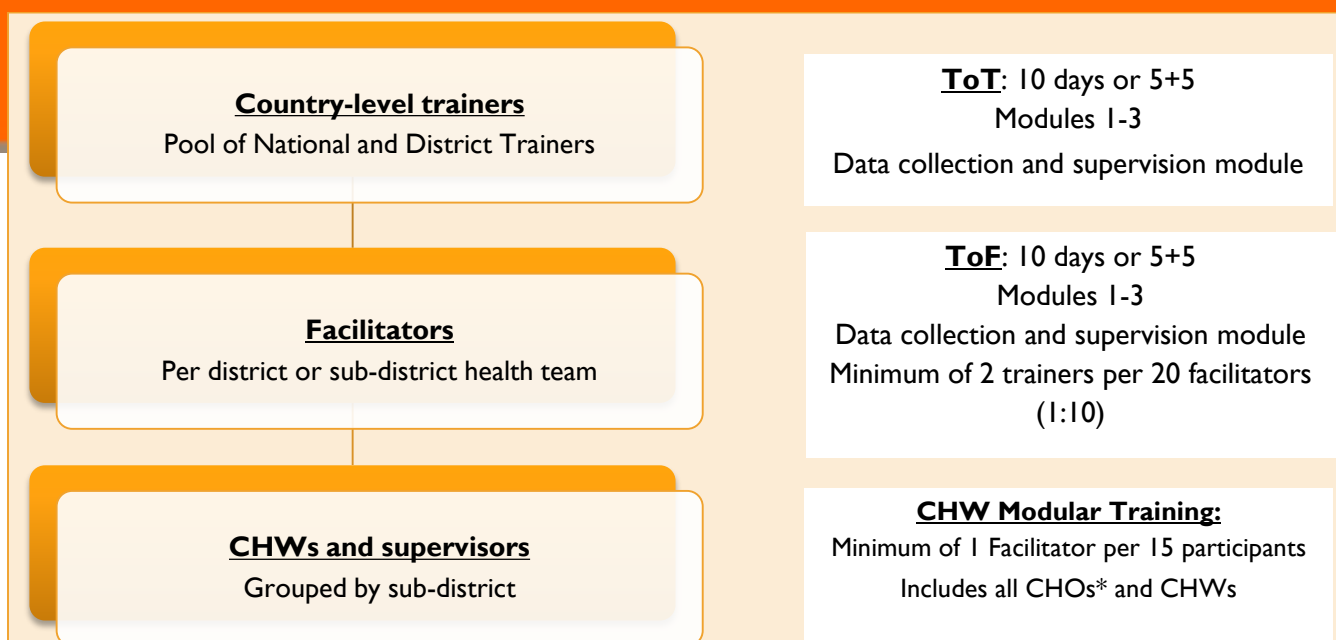 Country-level trainers
Pool of National and District Trainers
ToT: 10 days or 5+5
Modules 1-3
Data collection and supervision module
Facilitators
Per district or sub-district health team
ToF: 10 days or 5+5
Modules 1-3
Data collection and supervision module
Minimum of 2 trainers per 20 facilitators
(1:10)
CHWs and supervisors
Grouped by sub-district
CHW Modular Training:
Minimum of 1 Facilitator per 15 participants
Includes all CHOs* and CHWs